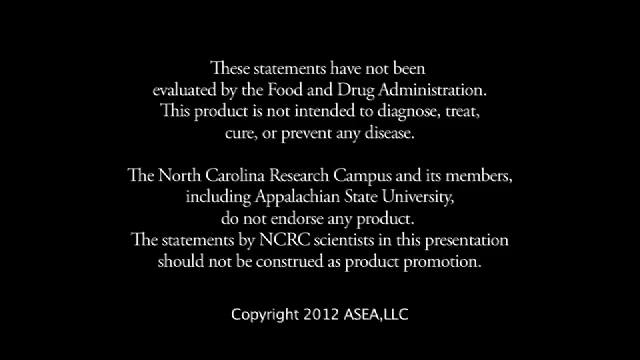 These statements have not been
evaluated by the Food and Drug Administration.
This product is not intended to diagnose, treat,
cure, or prevent any disease.
The North Carolina Research Campus and its members,
including Appalachian State University,
do not endorse any product.
The statements by NCRC scientists in this presentation
should not be construed as product promotion.
Copyright 2012 ASEA,LLC